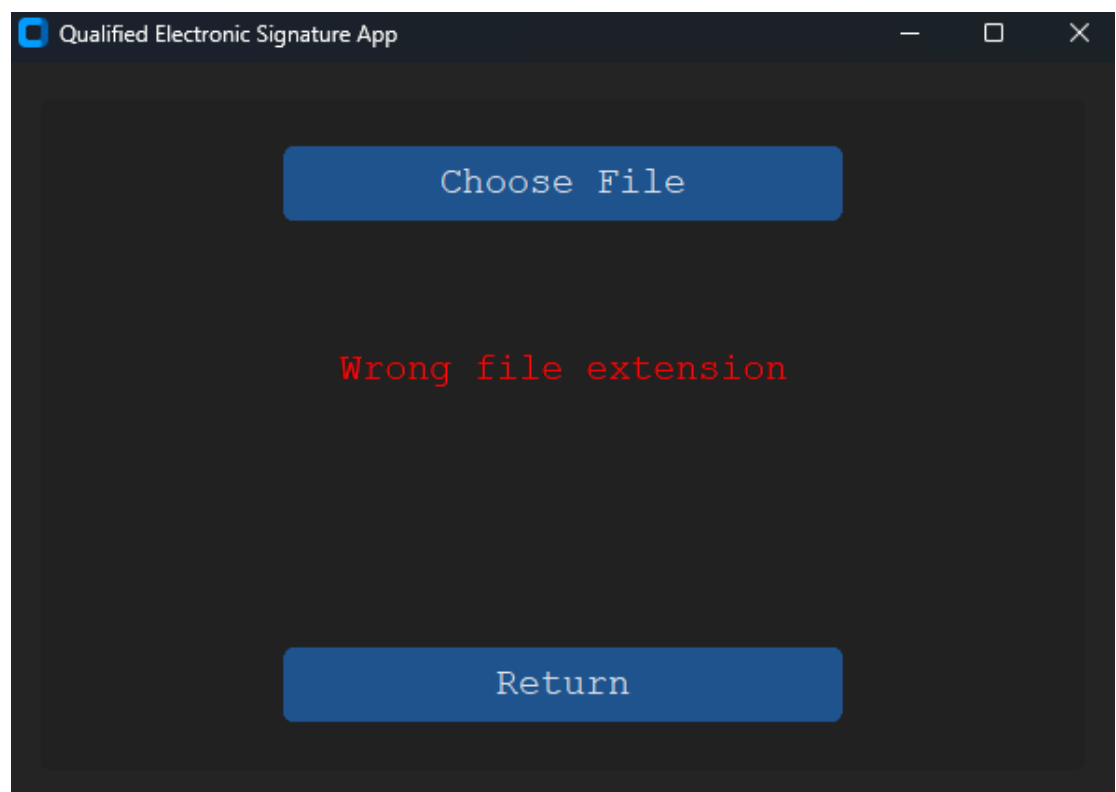 Qualified Electronic Signature App
Choose File
Wrong file extension
Return